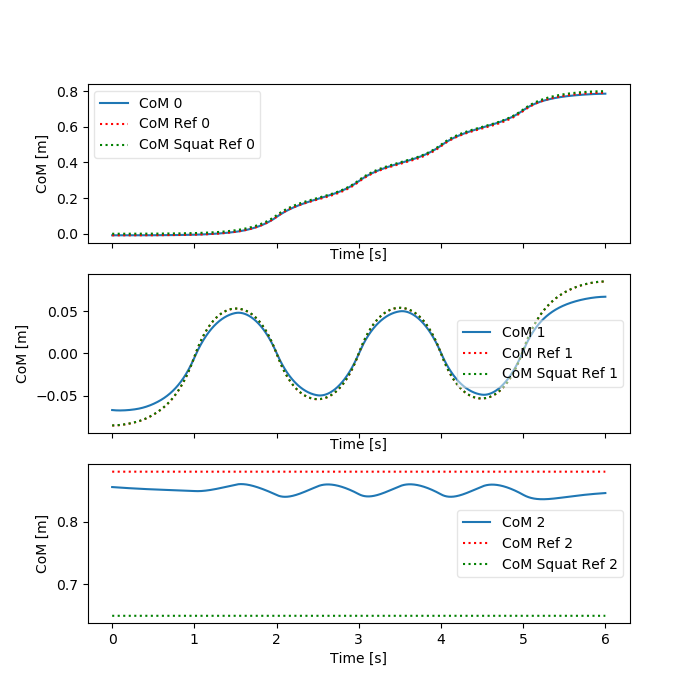 0.8
0.6
0.4
0.2
0.0
CoM [m]
CoM 0
CoM Ref 0
CoM Squat Ref 0
Time [s]
0.05
0.00
−0.05
CoM [m]
CoM 1
CoM Ref 1
CoM Squat Ref 1
Time [s]
0.8
0.7
CoM [m]
CoM 2
CoM Ref 2
CoM Squat Ref 2
0 1 2 3 4 5 6
Time [s]